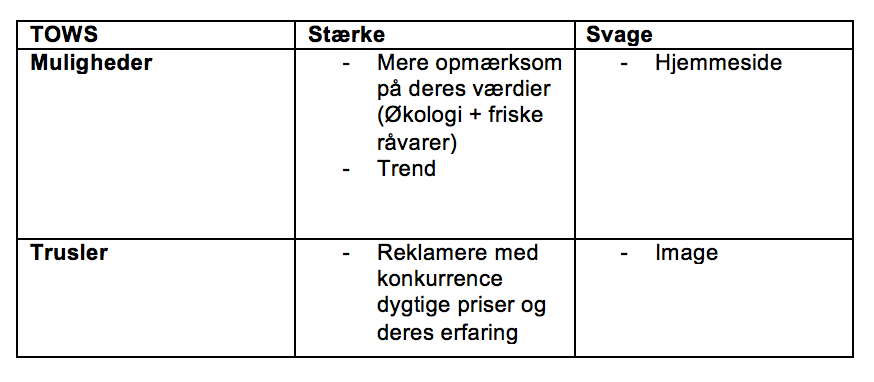 TOWS Stærke Svage
Muligheder
- Mere opmærksom
på deres værdier
(Økologi + friske
råvarer)
- Trend
- Hjemmeside
Trusler
- Reklamere med
konkurrence
dygtige priser og
deres erfaring
- Image